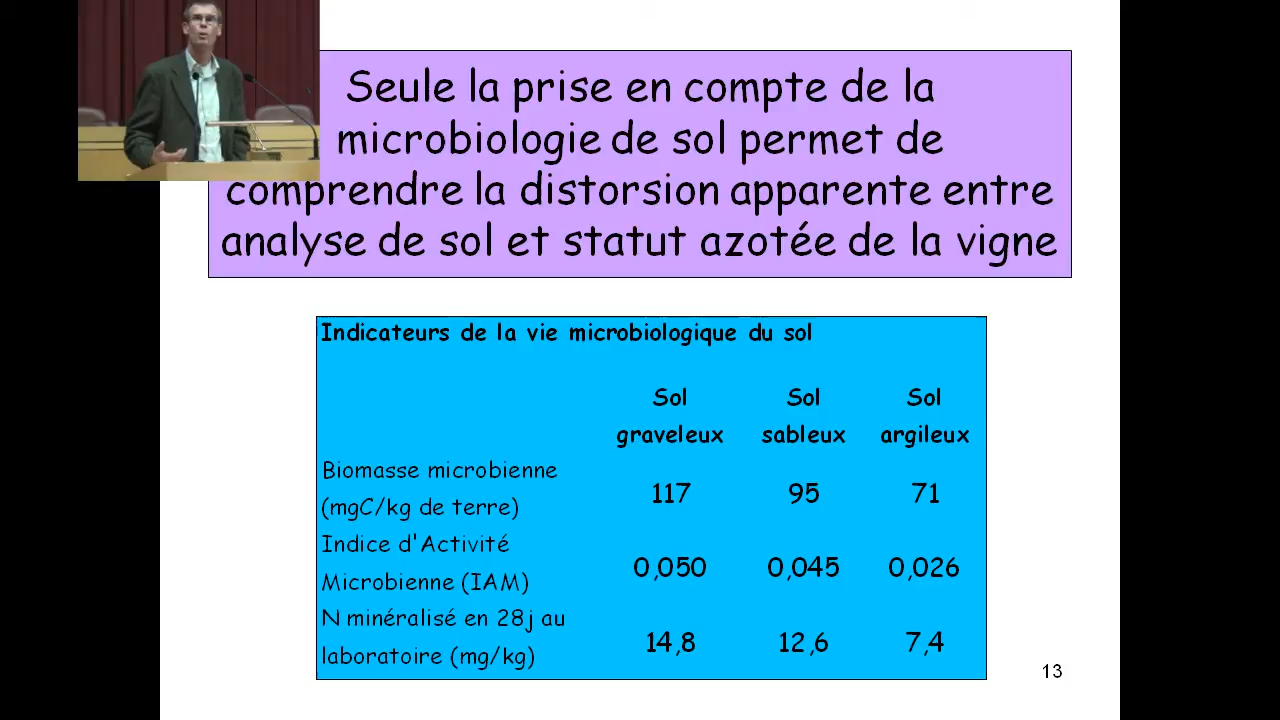 Seule la prise en compte de la
microbiologie de sol permet de
comprendre la distorsion apparente entre
analyse de sol et statut azotée de la vigne
Indicateurs de la vie microbiologique du sol
Sol Sol Sol
graveleux sableux argileux
Biomasse microbienne
(mgC/kg de terre) 117 95 71
Indice d'Activité
Microbienne (IAM) 0,050 0,045 0,026
N minéralisé en 28j au
laboratoire (mg/kg) 14,8 12,6 7,4
13